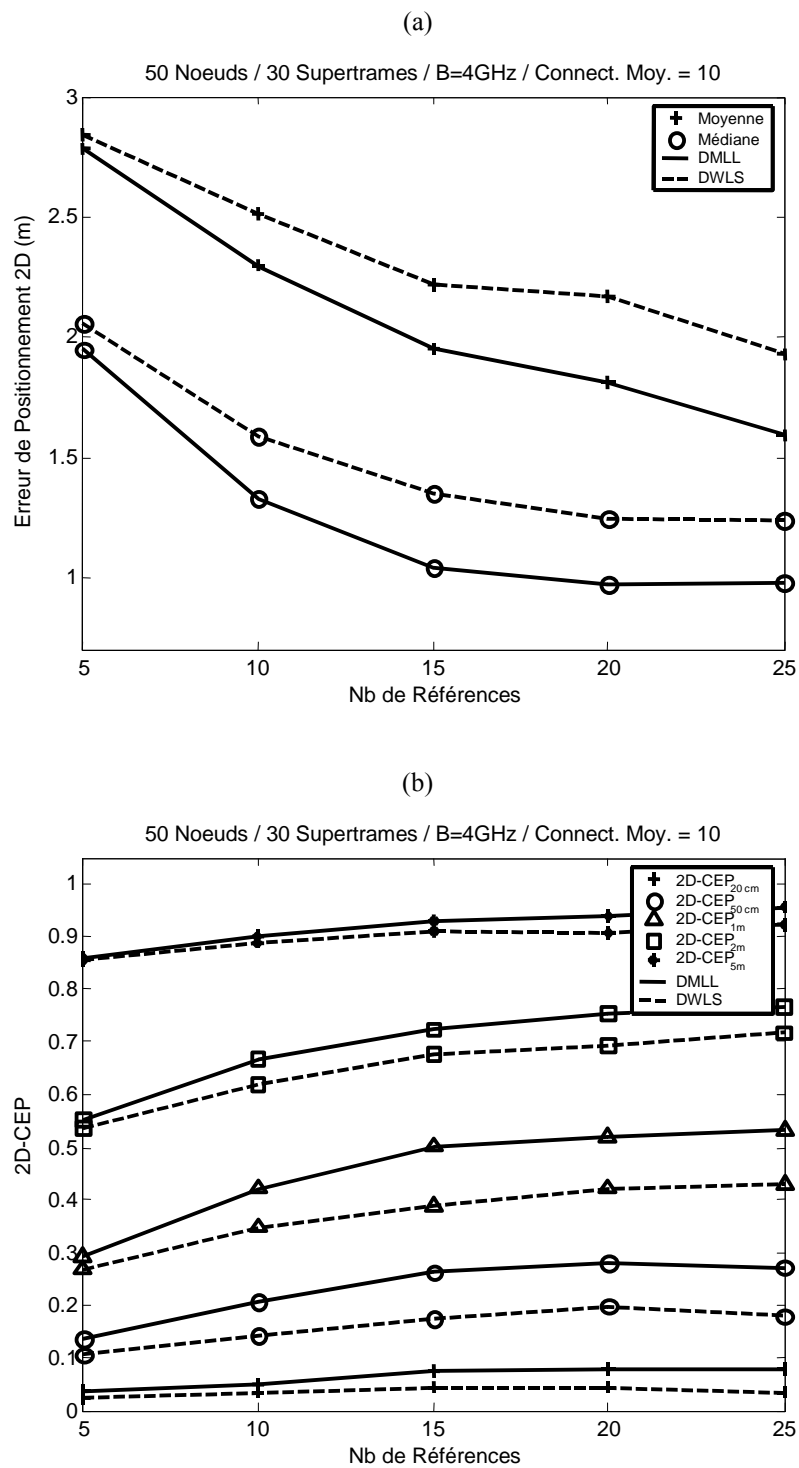 (a)
50 Noeuds / 30 Supertrames / B=4GHz / Connect. Moy. = 10
3
2.5
2
1.5
1
Erreur de Positionnement 2D (m)
Moyenne
Médiane
DMLL
DWLS
5 10 15 20 25
Nb de Références
(b)
50 Noeuds / 30 Supertrames / B=4GHz / Connect. Moy. = 10
1
0.9
0.8
0.7
0.6
0.5
0.4
0.3
0.2
0.1
0
2D-CEP
2D-CEP20 cm
2D-CEP50 cm
2D-CEP1m
2D-CEP2m
2D-CEP5m
DMLL
DWLS
5 10 15 20 25
Nb de Références